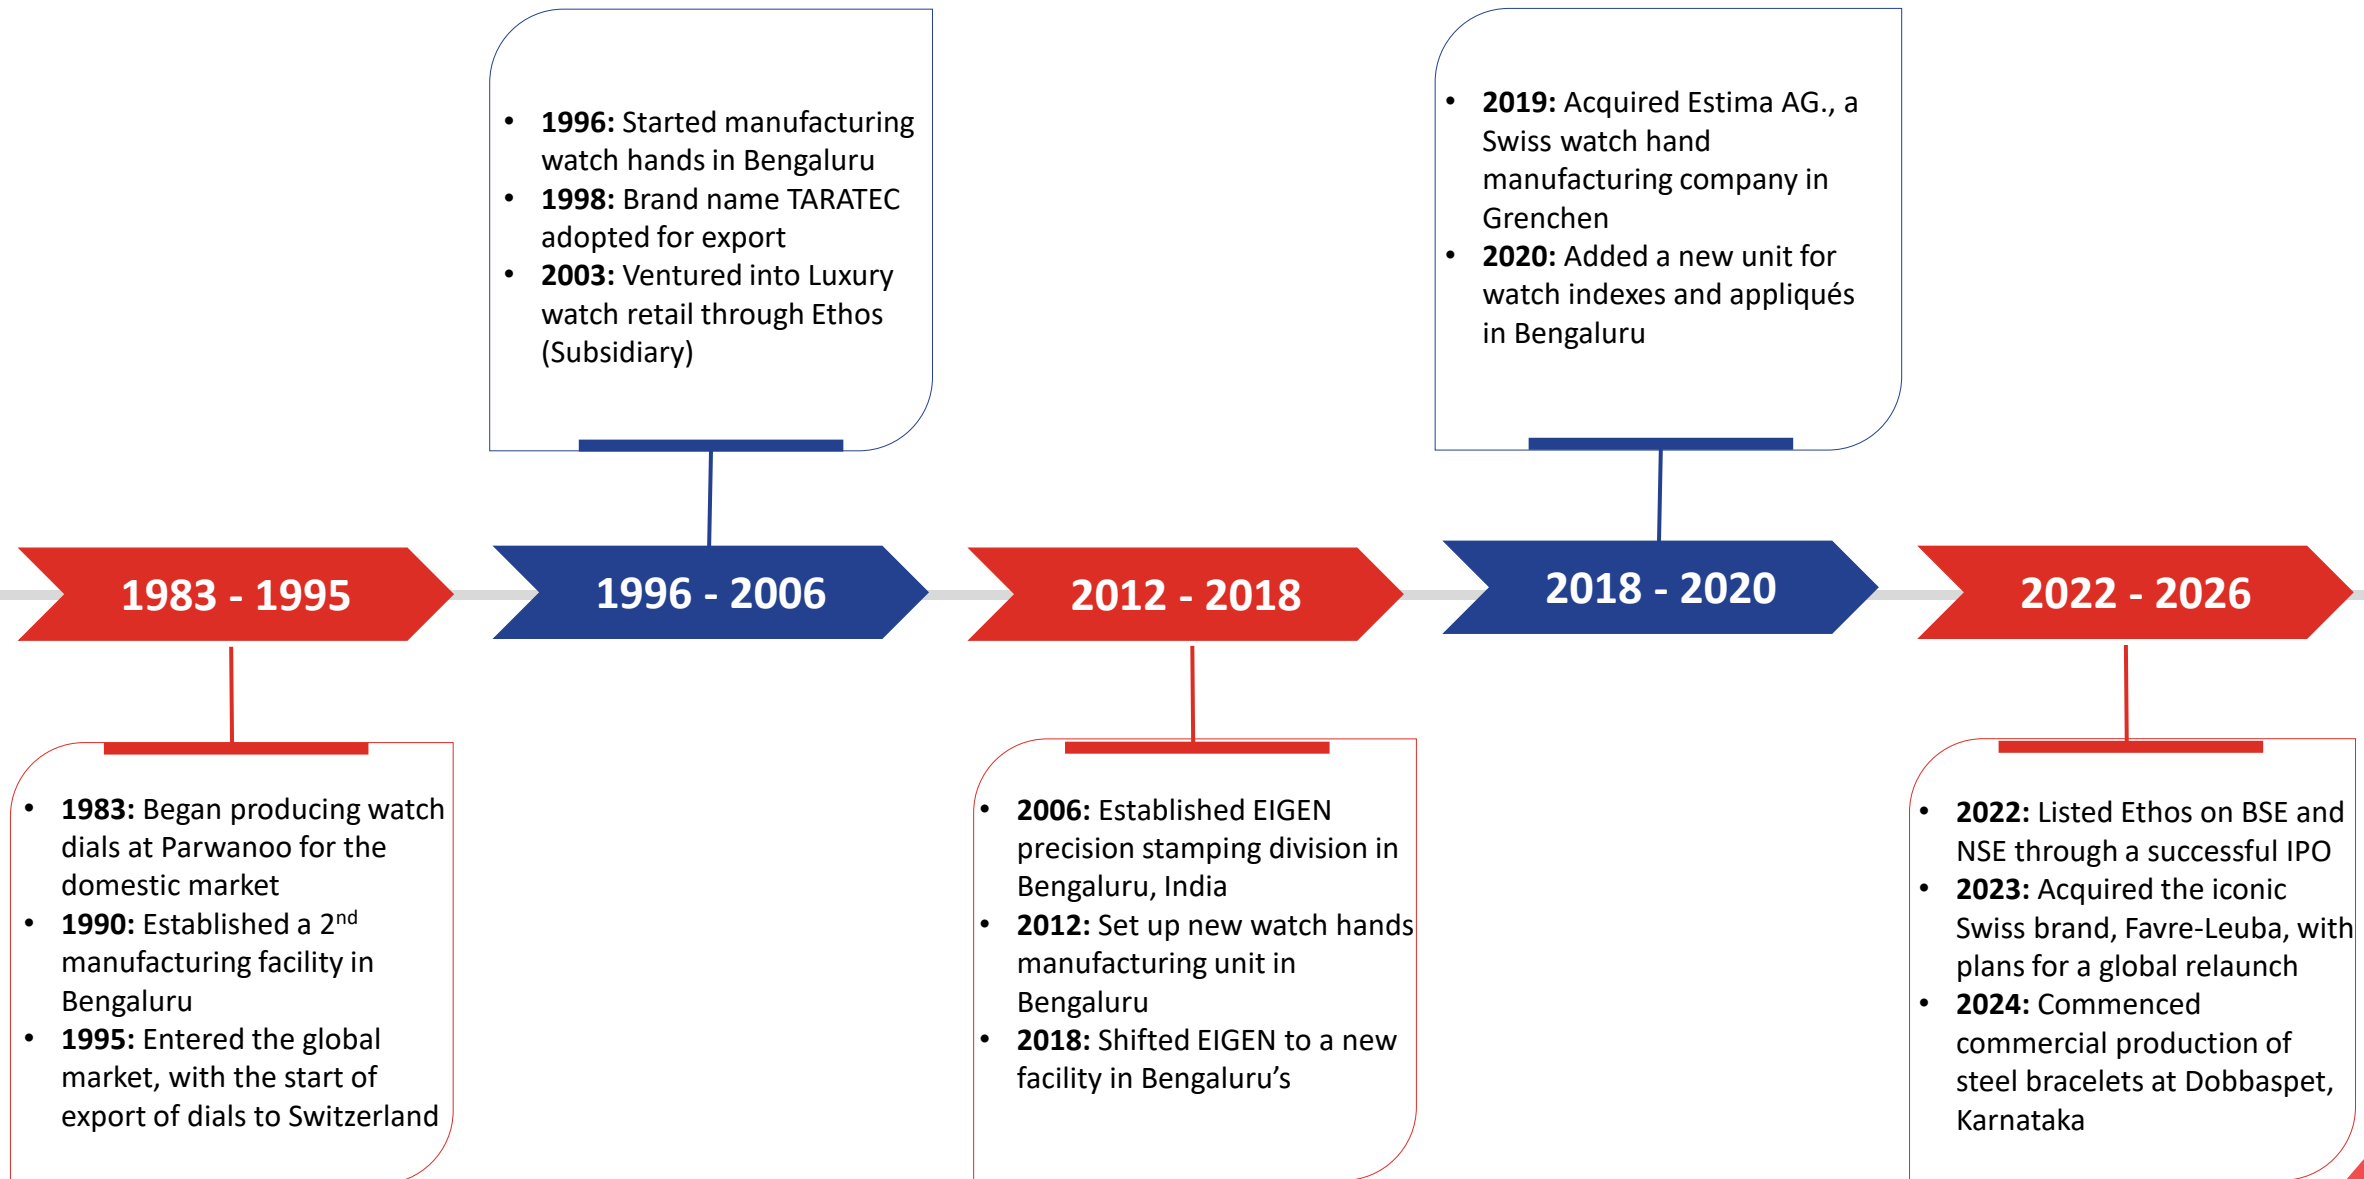 1983 - 1995
• 1983: Began producing watch
dials at Parwanoo for the
domestic market
• 1990: Established a 2nd
manufacturing facility in
Bengaluru
• 1995: Entered the global
market, with the start of
export of dials to Switzerland
1996 - 2006
• 1996: Started manufacturing
watch hands in Bengaluru
• 1998: Brand name TARATEC
adopted for export
• 2003: Ventured into Luxury
watch retail through Ethos
(Subsidiary)
2012 - 2018
• 2006: Established EIGEN
precision stamping division in
Bengaluru, India
• 2012: Set up new watch hands
manufacturing unit in
Bengaluru
• 2018: Shifted EIGEN to a new
facility in Bengaluru’s
2018 - 2020
• 2019: Acquired Estima AG., a
Swiss watch hand
manufacturing company in
Grenchen
• 2020: Added a new unit for
watch indexes and appliqués
in Bengaluru
2022 - 2026
• 2022: Listed Ethos on BSE and
NSE through a successful IPO
• 2023: Acquired the iconic
Swiss brand, Favre-Leuba, with
plans for a global relaunch
• 2024: Commenced
commercial production of
steel bracelets at Dobbaspet,
Karnataka